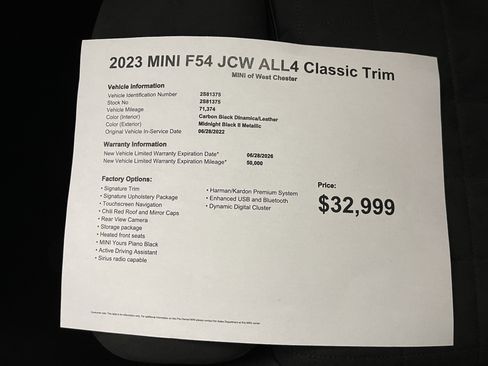 2023 MINI F54 JCW ALL4 Classic Trim
MINI of West Chester
Vehicle Information
Vehicle Identification Number 2S81375
Stock No 2S81375
Vehicle Mileage 71,374
Color (Interior) Carbon Black Dinamica/Leather
Color (Exterior) Midnight Black II Metallic
Original Vehicle In-Service Date 06/28/2022
Warranty Information
New Vehicle Limited Warranty Expiration Date* 06/28/2026
New Vehicle Limited Warranty Expiration Mileage* 50,000
Factory Options:
• Signature Trim
• Signature Upholstery Package
• Touchscreen Navigation
• Chili Red Roof and Mirror Caps
• Rear View Camera
• Storage package
• Heated front seats
• MINI Yours Piano Black
• Active Driving Assistant
• Sirius radio capable
• Harman/Kardon Premium System
• Enhanced USB and Bluetooth
• Dynamic Digital Cluster
Price:
$32,999